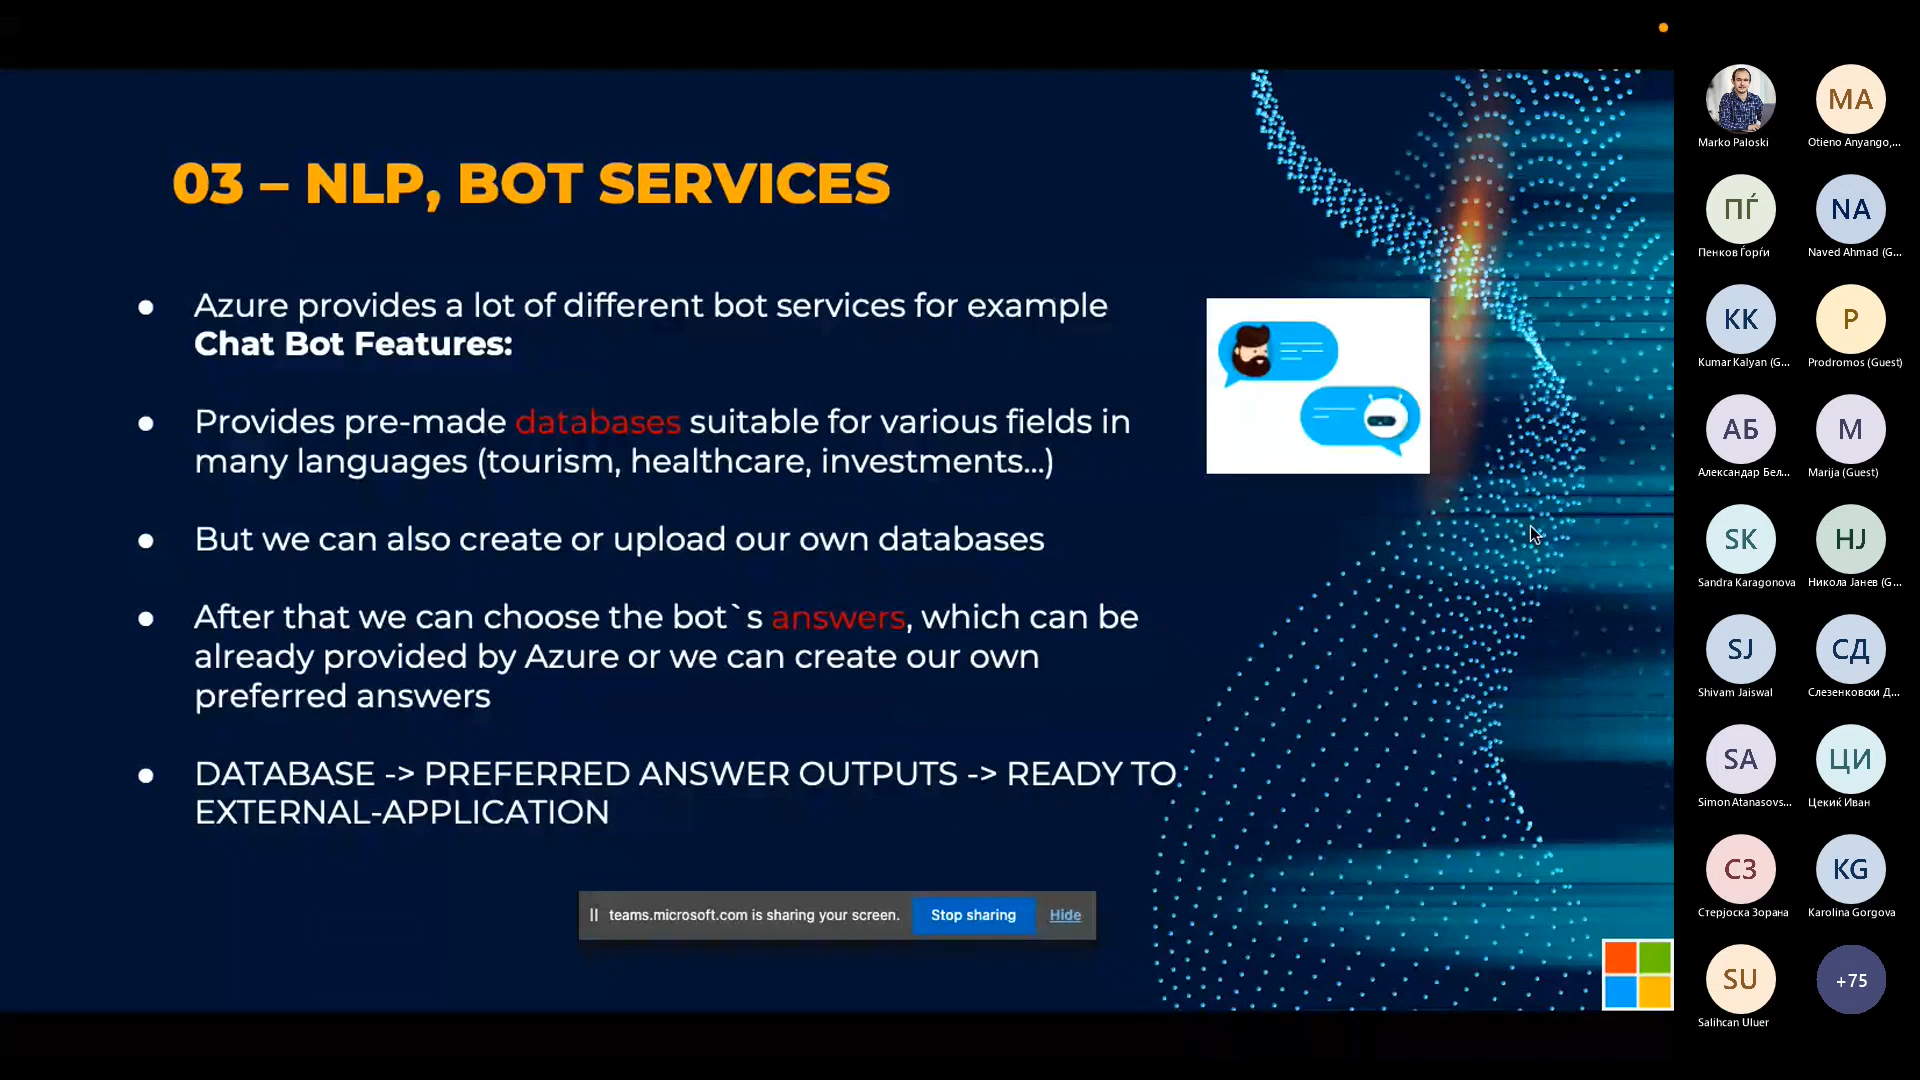 03 – NLP, BOT SERVICES
Azure provides a lot of different bot services for example
Chat Bot Features:
Provides pre-made databases suitable for various fields in
many languages (tourism, healthcare, investments...)
But we can also create or upload our own databases
After that we can choose the bot`s answers, which can be
already provided by Azure or we can create our own
preferred answers
DATABASE -> PREFERRED ANSWER OUTPUTS -> READY TO
EXTERNAL-APPLICATION
teams.microsoft.com is sharing your screen.
Stop sharing
Hide
Marko Paloski
MA
Otieno Anyango,...
ПЃ
Пенков Ѓорѓи
NA
Naved Ahmad (G...
KK
Kumar Kalyan (G...
P
Prodromos (Guest)
АБ
Александар Бел...
M
Marija (Guest)
SK
Sandra Karagonova
НЈ
Никола Јанев (G...
SJ
Shivam Jaiswal
СД
Слезенковски Д...
SA
Simon Atanasovs...
ЦИ
Цекиќ Иван
СЗ
Стерјоска Зорана
KG
Karolina Gorgova
SU
Salihcan Uluer
+75